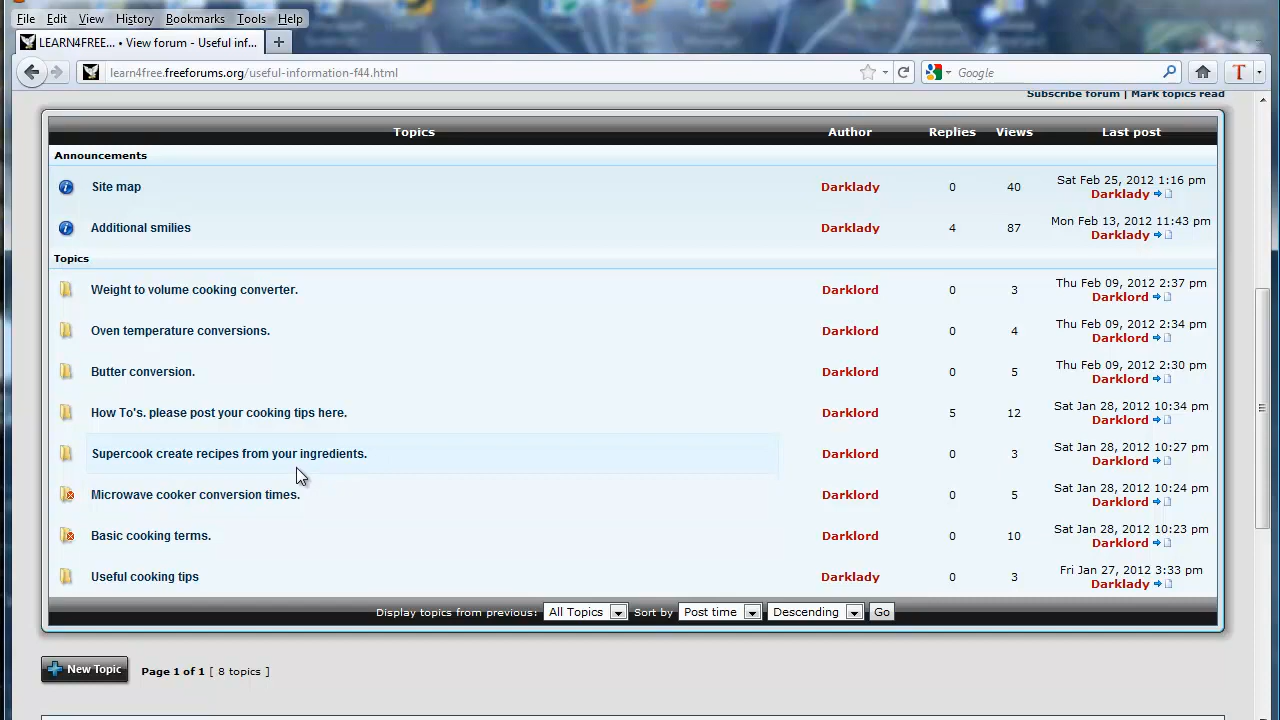 File Edit View History Bookmarks Tools Help
LEARN4FREE... • View forum - Useful inf...
learn4free.freeforums.org/useful-information-f44.html Google
Subscribe forum | Mark topics read
Topics Author Replies Views Last post
Announcements
Site map Darklady 0 40 Sat Feb 25, 2012 1:16 pm
Darklady
Additional smilies Darklady 4 87 Mon Feb 13, 2012 11:43 pm
Darklady
Topics
Weight to volume cooking converter. Darklord 0 3 Thu Feb 09, 2012 2:37 pm
Darklord
Oven temperature conversions. Darklord 0 4 Thu Feb 09, 2012 2:34 pm
Darklord
Butter conversion. Darklord 0 5 Thu Feb 09, 2012 2:30 pm
Darklord
How To's. please post your cooking tips here. Darklord 5 12 Sat Jan 28, 2012 10:34 pm
Darklord
Supercook create recipes from your ingredients. Darklord 0 3 Sat Jan 28, 2012 10:27 pm
Darklord
Microwave cooker conversion times. Darklord 0 5 Sat Jan 28, 2012 10:24 pm
Darklord
Basic cooking terms. Darklord 0 10 Sat Jan 28, 2012 10:23 pm
Darklord
Useful cooking tips Darklady 0 3 Fri Jan 27, 2012 3:33 pm
Darklady
Display topics from previous: All Topics Sort by Post time Descending Go
New Topic Page 1 of 1 [ 8 topics ]